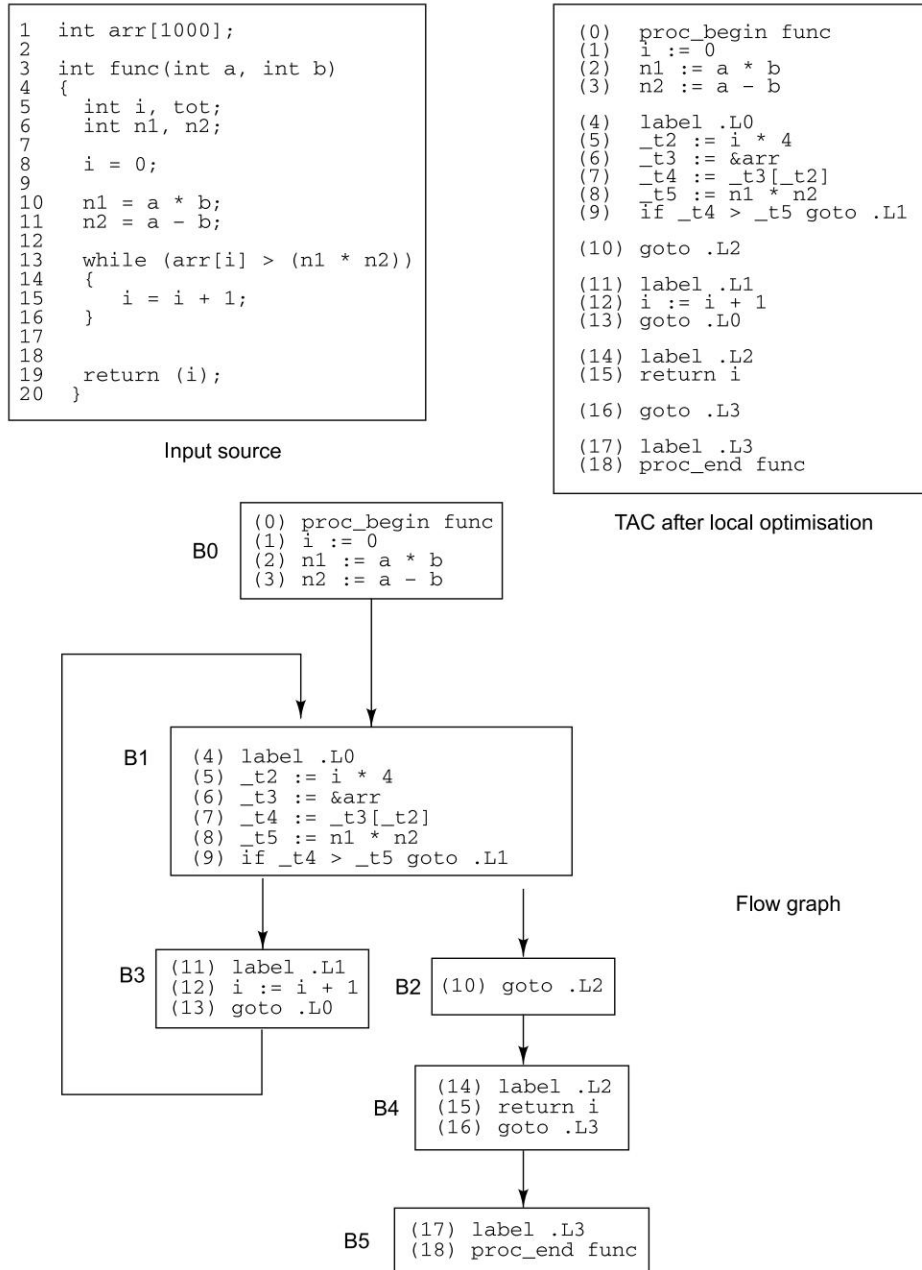 1 int arr[1000];
2
3 int func(int a, int b)
4 {
5 int i, tot;
6 int n1, n2;
7
8 i = 0;
9
10 n1 = a * b;
11 n2 = a - b;
12
13 while (arr[i] > (n1 * n2))
14 {
15 i = i + 1;
16 }
17
18
19 return (i);
20 }
Input source
(0) proc_begin func
(1) i := 0
(2) n1 := a * b
(3) n2 := a - b
(4) label .L0
(5) _t2 := i * 4
(6) _t3 := &arr
(7) _t4 := _t3[_t2]
(8) _t5 := n1 * n2
(9) if _t4 > _t5 goto .L1
(10) goto .L2
(11) label .L1
(12) i := i + 1
(13) goto .L0
(14) label .L2
(15) return i
(16) goto .L3
(17) label .L3
(18) proc_end func
TAC after local optimisation
B0
(0) proc_begin func
(1) i := 0
(2) n1 := a * b
(3) n2 := a - b
B1
(4) label .L0
(5) _t2 := i * 4
(6) _t3 := &arr
(7) _t4 := _t3[_t2]
(8) _t5 := n1 * n2
(9) if _t4 > _t5 goto .L1
Flow graph
B3
(11) label .L1
(12) i := i + 1
(13) goto .L0
B2
(10) goto .L2
B4
(14) label .L2
(15) return i
(16) goto .L3
B5
(17) label .L3
(18) proc_end func